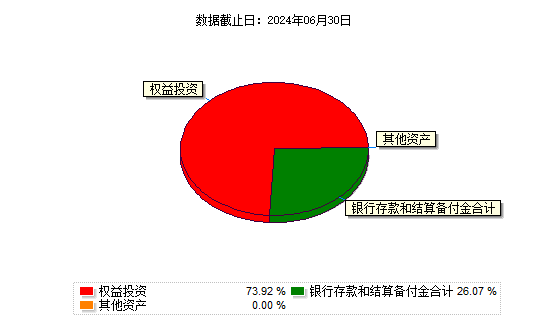 数据截止日：2024年06月30日
权益投资
其他资产
银行存款和结算备付金合计
权益投资 73.92 % 银行存款和结算备付金合计 26.07 %
其他资产 0.00 %